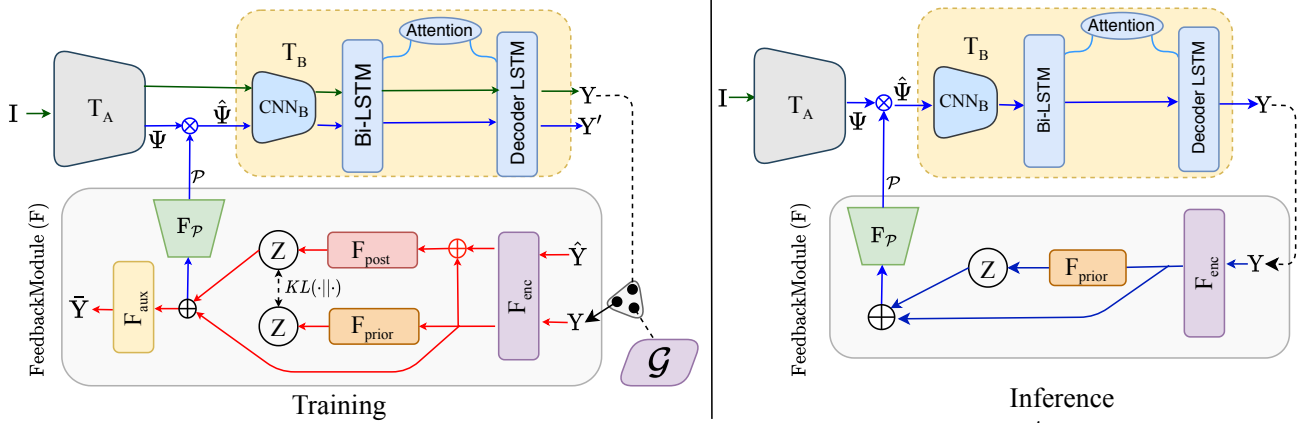 I
T_A
Ψ
Ψ̂
𝒫
T_B
CNN_B
Bi-LSTM
Attention
Decoder LSTM
Y
Y′
FeedbackModule (F)
F_𝒫
Z
F_post
Ŷ
KL(·||·)
Z
F_prior
F_enc
Y
Ȳ
F_aux
𝒢
Training
I
T_A
Ψ
Ψ̂
𝒫
T_B
CNN_B
Bi-LSTM
Attention
Decoder LSTM
Y
FeedbackModule (F)
F_𝒫
Z
F_prior
F_enc
Y
Inference